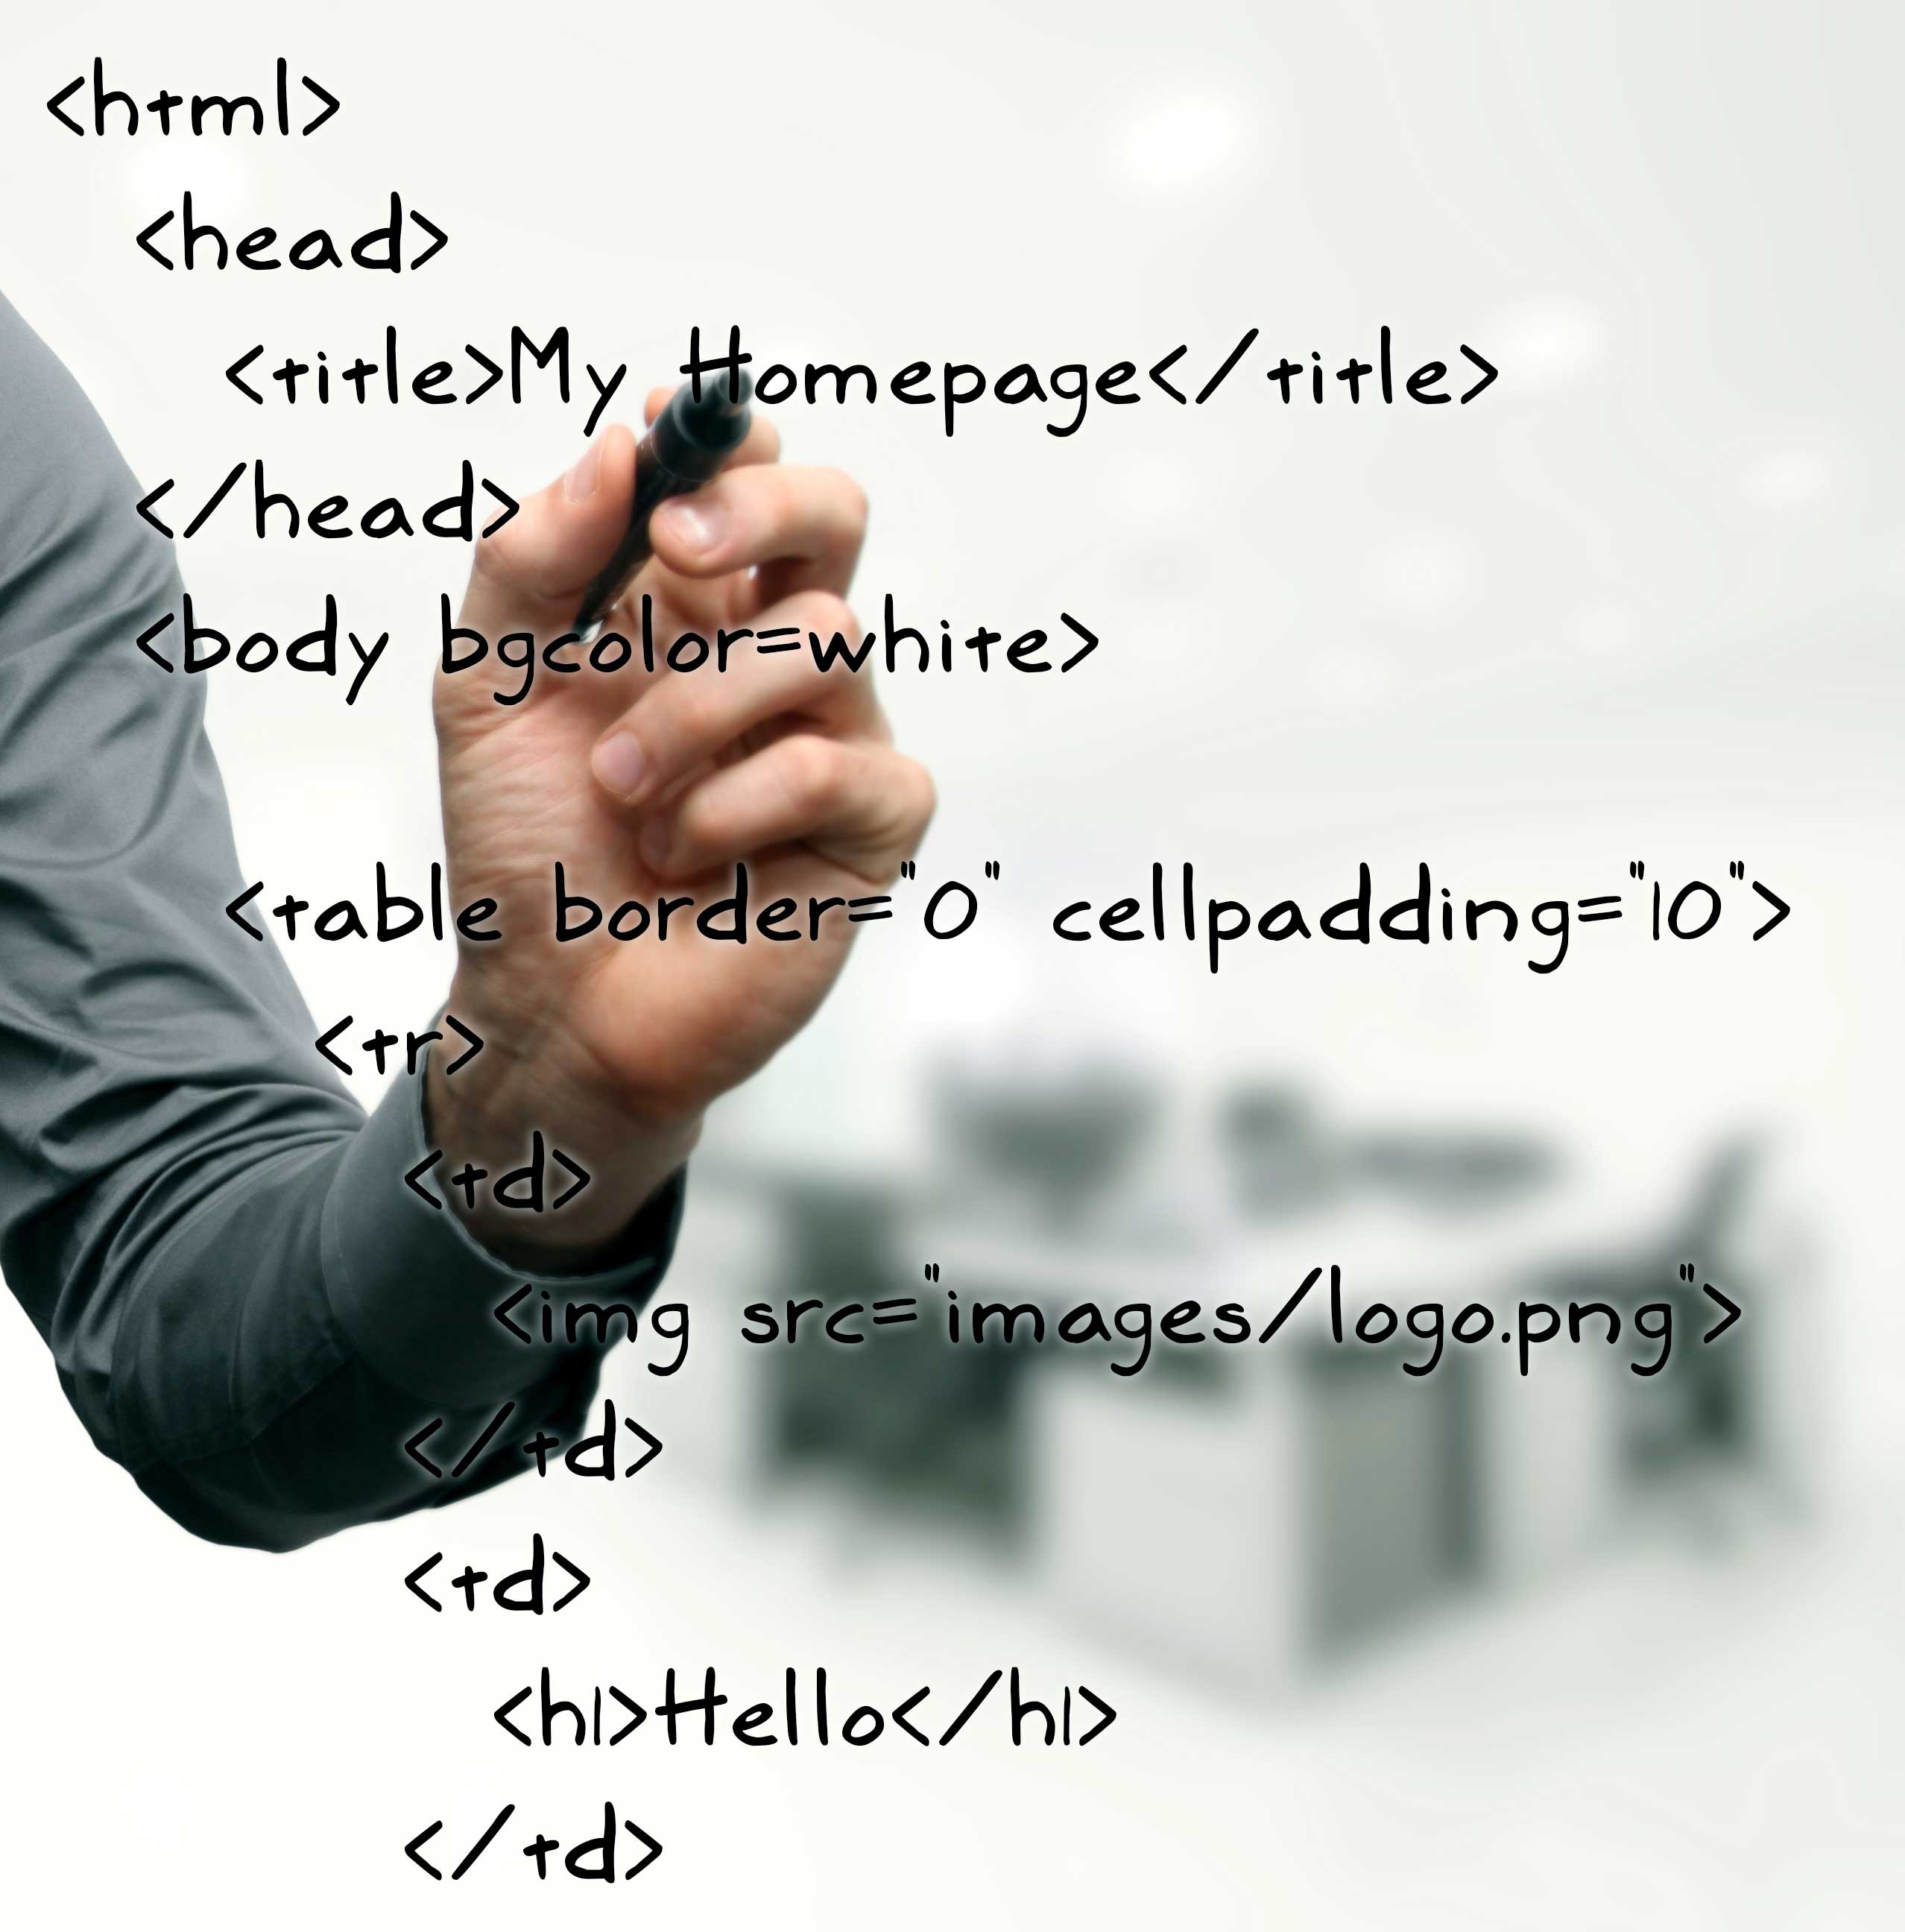 <html>
<head>
<title>My Homepage</title>
</head>
<body bgcolor=white>
<table border="0" cellpadding="10">
<tr>
<td>
<img src="images/logo.png">
</td>
<td>
<h1>Hello</h1>
</td>